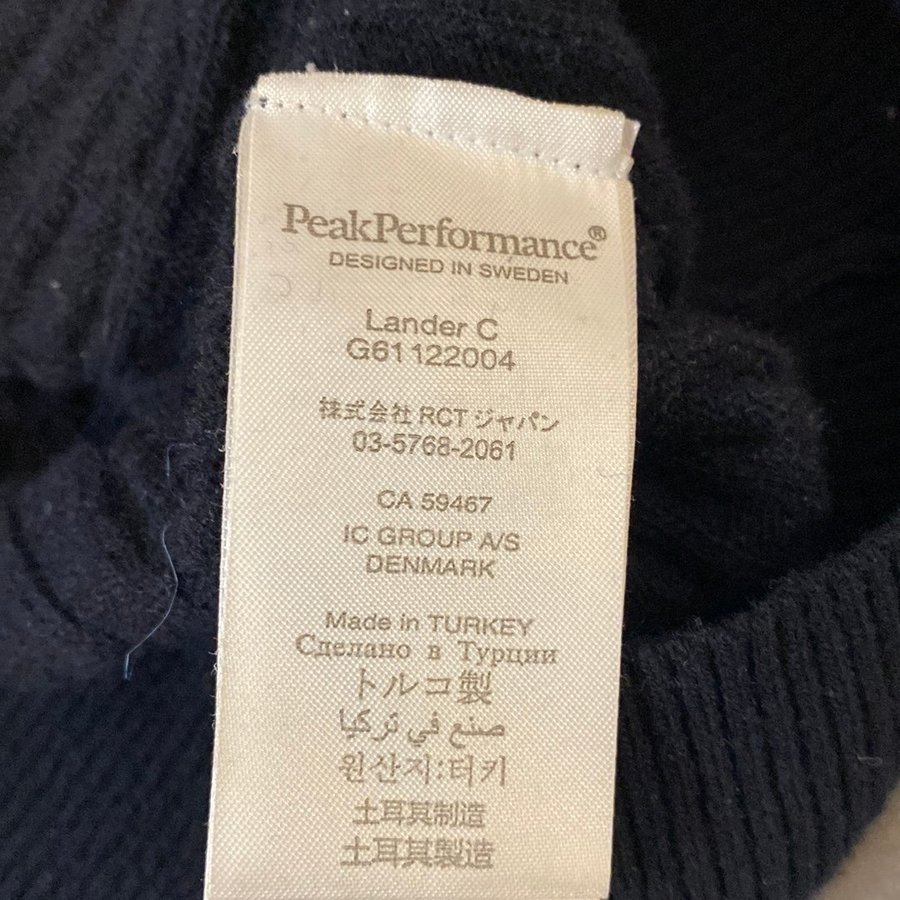 PeakPerformance®
DESIGNED IN SWEDEN
Lander C
G61122004
株式会社 RCT ジャパン
03-5768-2061
CA 59467
IC GROUP A/S
DENMARK
Made in TURKEY
Сделано в Турции
トルコ製
صنع في تركيا
원산지:터키
土耳其制造
土耳其製造